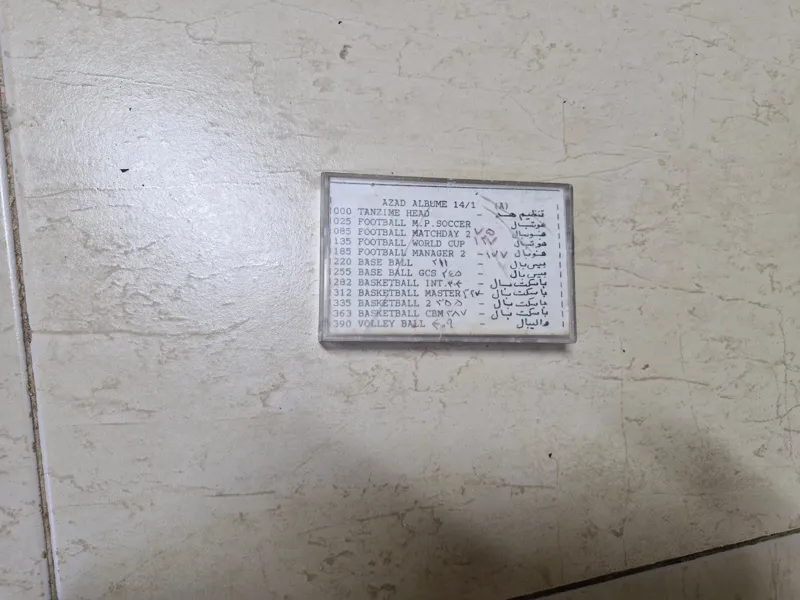 AZAD ALBUME 14/1 (A)
000 TANZIME HEAD - تنظیم هد
025 FOOTBALL M.P.SOCCER - فوتبال
085 FOOTBALL MATCHDAY 2 فوتبال
135 FOOTBALL WORLD CUP فوتبال
185 FOOTBALL MANAGER 2 - ۱۷۷ فوتبال
220 BASE BALL ۲۱۱ - بیس بال
255 BASE BALL GCS ۲۴۵ - بیس بال
282 BASKETBALL INT. - باسکت بال
312 BASKETBALL MASTER - باسکت بال
335 BASKETBALL 2 - باسکت بال
363 BASKETBALL CBM - باسکت بال
390 VOLLEY BALL - والیبال